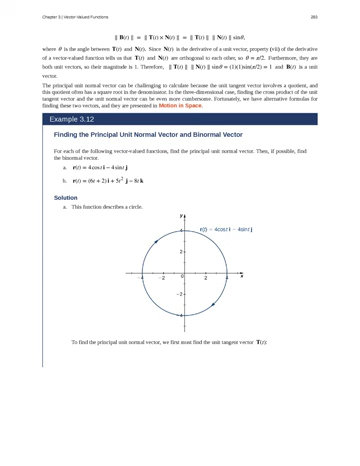 Chapter 3 | Vector-Valued Functions 283
‖ B(t) ‖ = ‖ T(t) × N(t) ‖ = ‖ T(t) ‖ ‖ N(t) ‖ sin θ,
where θ is the angle between T(t) and N(t). Since N(t) is the derivative of a unit vector, property (vii) of the derivative
of a vector-valued function tells us that T(t) and N(t) are orthogonal to each other, so θ = π/2. Furthermore, they are
both unit vectors, so their magnitude is 1. Therefore, ‖ T(t) ‖ ‖ N(t) ‖ sin θ = (1)(1)sin(π/2) = 1 and B(t) is a unit
vector.
The principal unit normal vector can be challenging to calculate because the unit tangent vector involves a quotient, and
this quotient often has a square root in the denominator. In the three-dimensional case, finding the cross product of the unit
tangent vector and the unit normal vector can be even more cumbersome. Fortunately, we have alternative formulas for
finding these two vectors, and they are presented in Motion in Space.
Example 3.12
Finding the Principal Unit Normal Vector and Binormal Vector
For each of the following vector-valued functions, find the principal unit normal vector. Then, if possible, find
the binormal vector.
a. r(t) = 4 cos t i − 4 sin t j
b. r(t) = (6t + 2) i + 5t² j − 8t k
Solution
a. This function describes a circle.
y
r(t) = 4cost i − 4sint j
4
2
−4 −2 0 2 4 x
−2
−4
To find the principal unit normal vector, we first must find the unit tangent vector T(t):